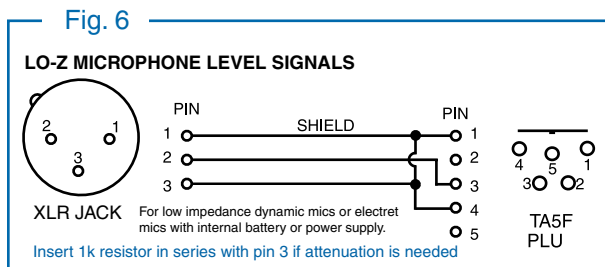 Fig. 6
LO-Z MICROPHONE LEVEL SIGNALS
2
1
3
XLR JACK
PIN
1
2
3
SHIELD
PIN
1
2
3
4
5
For low impedance dynamic mics or electret
mics with internal battery or power supply.
4
5
1
3
2
TA5F
PLU
Insert 1k resistor in series with pin 3 if attenuation is needed